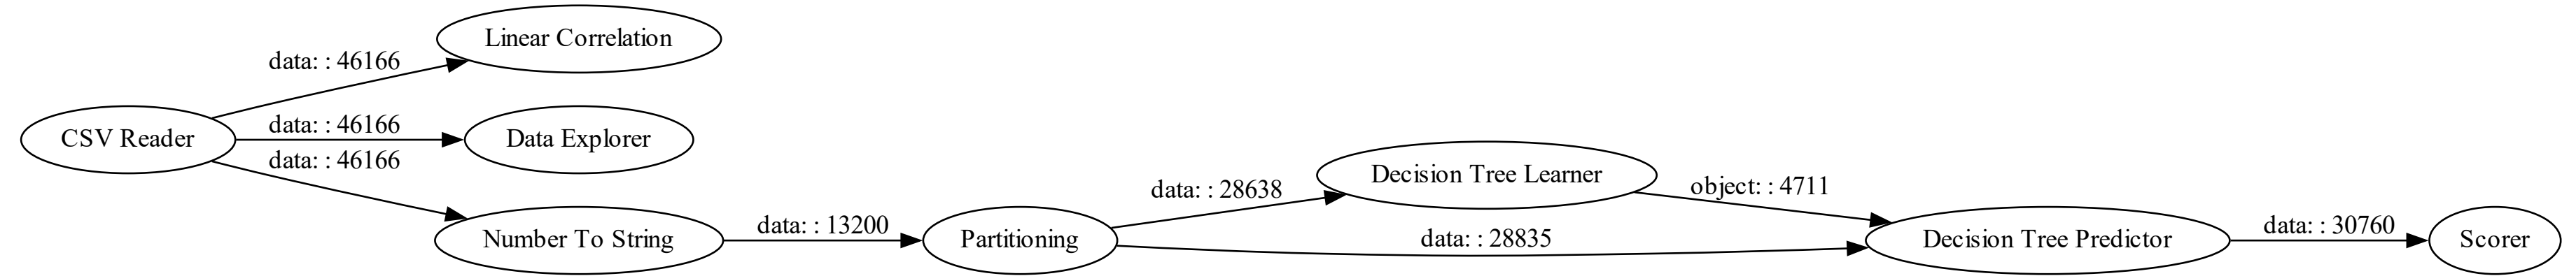 Linear Correlation
data: : 46166
CSV Reader
data: : 46166
Data Explorer
data: : 46166
Number To String
data: : 13200
Partitioning
data: : 28638
Decision Tree Learner
object: : 4711
data: : 28835
Decision Tree Predictor
data: : 30760
Scorer